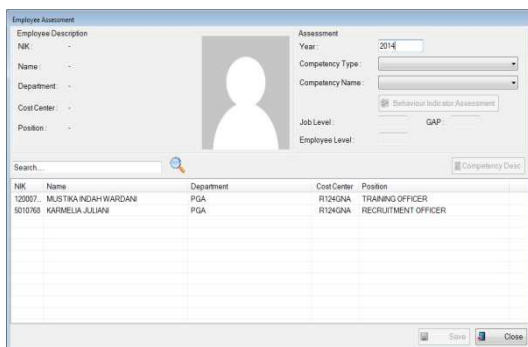 Employee Assessment
Employee Description
NIK : -
Name : -
Department : -
Cost Center : -
Position : -
Assessment
Year : 2014
Competency Type :
Competency Name :
Behaviour Indicator Assessment
Job Level : GAP :
Employee Level :
Search...
Competency Desc
NIK Name Department Cost Center Position
120007.. MUSTIKA INDAH WARDANI PGA R124GNA TRAINING OFFICER
5010768 KARMELIA JULIANI PGA R124GNA RECRUITMENT OFFICER
Save Close